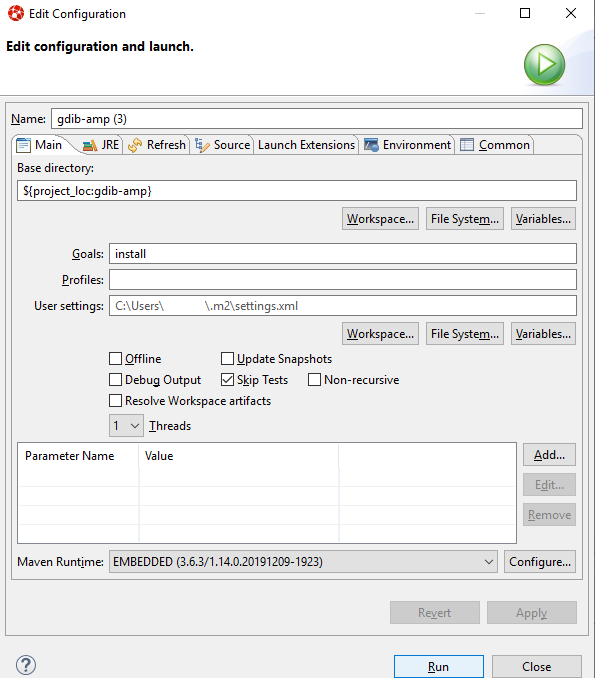 Edit Configuration
Edit configuration and launch.
Name: gdib-amp (3)
Main JRE Refresh Source Launch Extensions Environment Common
Base directory:
${project_loc:gdib-amp}
Workspace... File System... Variables...
Goals: install
Profiles:
User settings: C:\Users\ \.m2\settings.xml
Workspace... File System... Variables...
Offline Update Snapshots
Debug Output Skip Tests Non-recursive
Resolve Workspace artifacts
1 Threads
Parameter Name Value
Add...
Edit...
Remove
Maven Runtime: EMBEDDED (3.6.3/1.14.0.20191209-1923) Configure...
Revert Apply
? Run Close